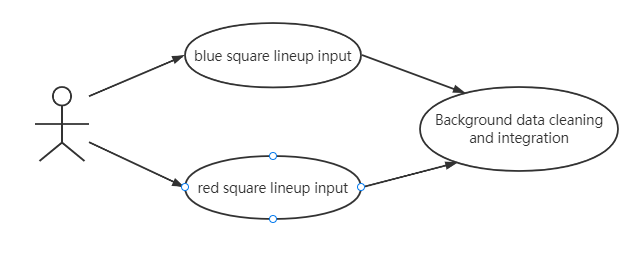 blue square lineup input
Background data cleaning
and integration
red square lineup input